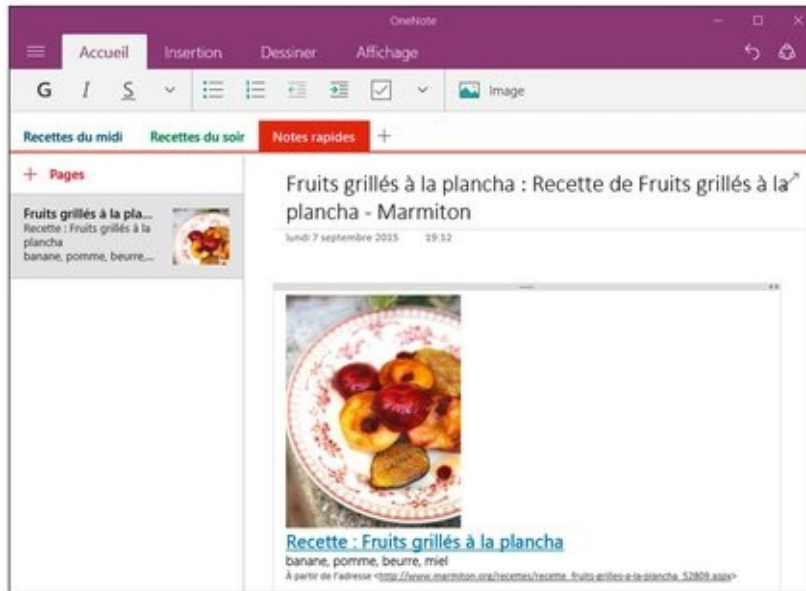 OneNote
Accueil Insertion Dessiner Affichage
G I S Image
Recettes du midi Recettes du soir Notes rapides +
+ Pages
Fruits grillés à la pla...
Recette : Fruits grillés à la
plancha
banane, pomme, beurre,...
Fruits grillés à la plancha : Recette de Fruits grillés à la
plancha - Marmiton
lundi 7 septembre 2015 19:12
Recette : Fruits grillés à la plancha
banane, pomme, beurre, miel
À partir de l'adresse <http://www.marmiton.org/recettes/recette_fruits-grilles-a-la-plancha_52809.aspx>